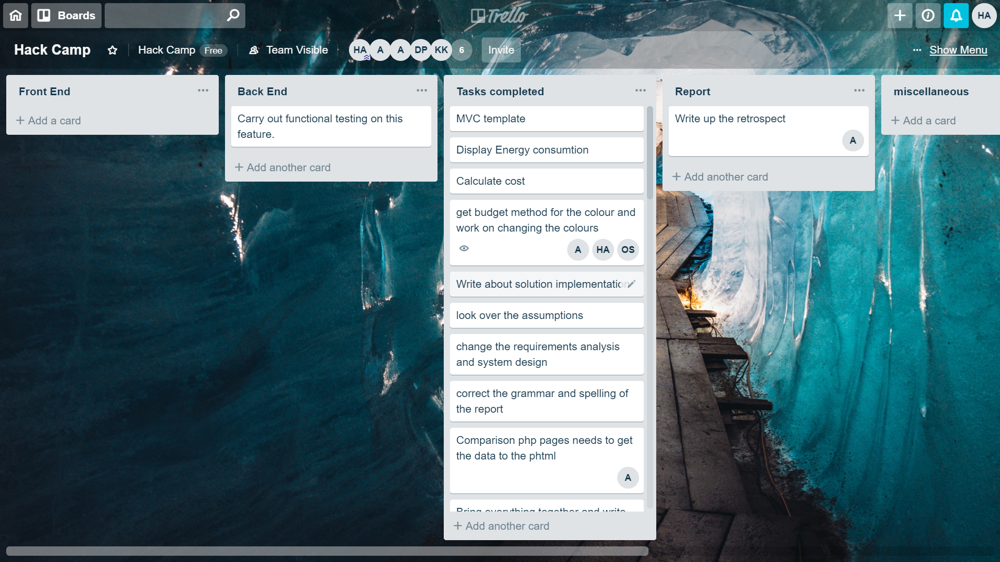 Boards
Trello
HA
Hack Camp
Hack Camp Free
Team Visible
HA A A DP KK 6
Invite
Show Menu
Front End
Add a card
Back End
Carry out functional testing on this
feature.
Add another card
Tasks completed
MVC template
Display Energy consumtion
Calculate cost
get budget method for the colour and
work on changing the colours
A HA OS
Write about solution implementation
look over the assumptions
change the requirements analysis
and system design
correct the grammar and spelling of
the report
Comparison php pages needs to get
the data to the phtml
A
Bring everything together and write
Add another card
Report
Write up the retrospect
A
Add another card
miscellaneous
Add a card